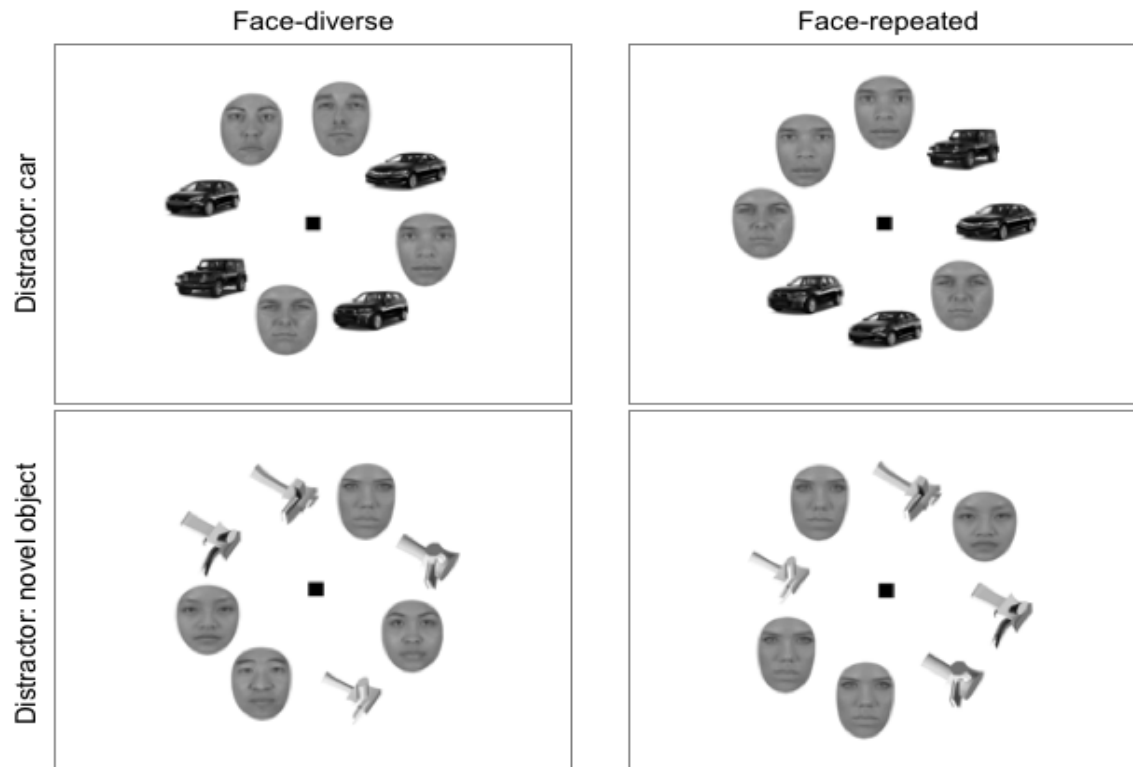 Face-diverse
Face-repeated
Distractor: car
Distractor: novel object